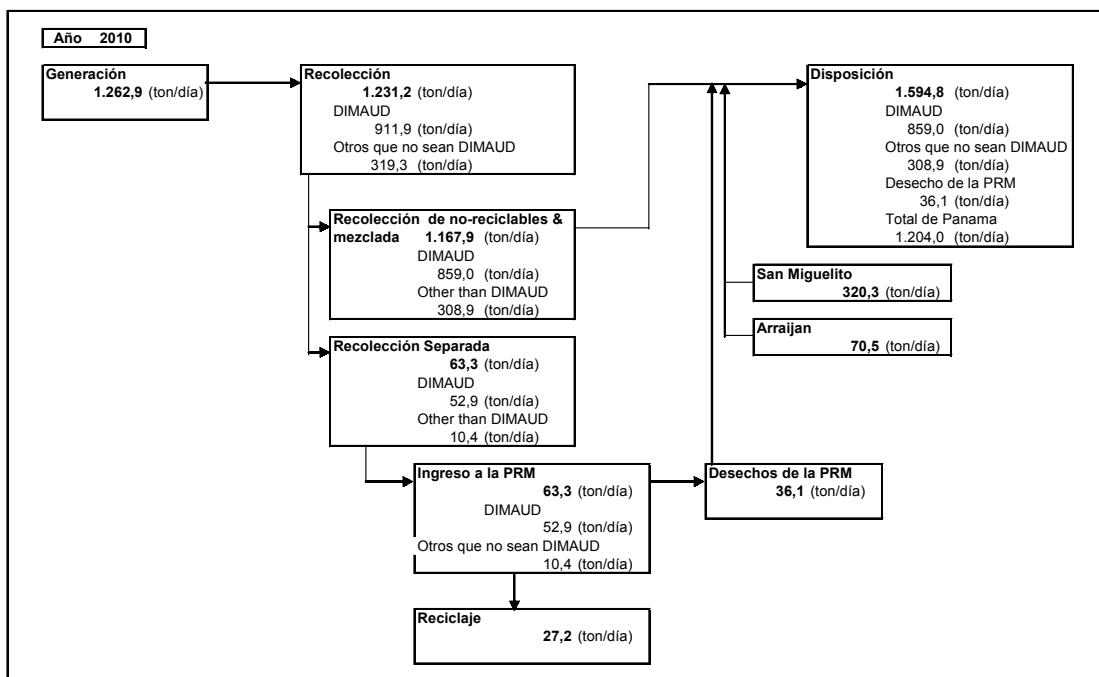 Año 2010
Generación
1.262,9 (ton/día)
Recolección
1.231,2 (ton/día)
DIMAUD
911,9 (ton/día)
Otros que no sean DIMAUD
319,3 (ton/día)
Recolección de no-reciclables &
mezclada 1.167,9 (ton/día)
DIMAUD
859,0 (ton/día)
Other than DIMAUD
308,9 (ton/día)
Recolección Separada
63,3 (ton/día)
DIMAUD
52,9 (ton/día)
Other than DIMAUD
10,4 (ton/día)
Ingreso a la PRM
63,3 (ton/día)
DIMAUD
52,9 (ton/día)
Otros que no sean DIMAUD
10,4 (ton/día)
Reciclaje
27,2 (ton/día)
Desechos de la PRM
36,1 (ton/día)
Disposición
1.594,8 (ton/día)
DIMAUD
859,0 (ton/día)
Otros que no sean DIMAUD
308,9 (ton/día)
Desecho de la PRM
36,1 (ton/día)
Total de Panama
1.204,0 (ton/día)
San Miguelito
320,3 (ton/día)
Arraijan
70,5 (ton/día)